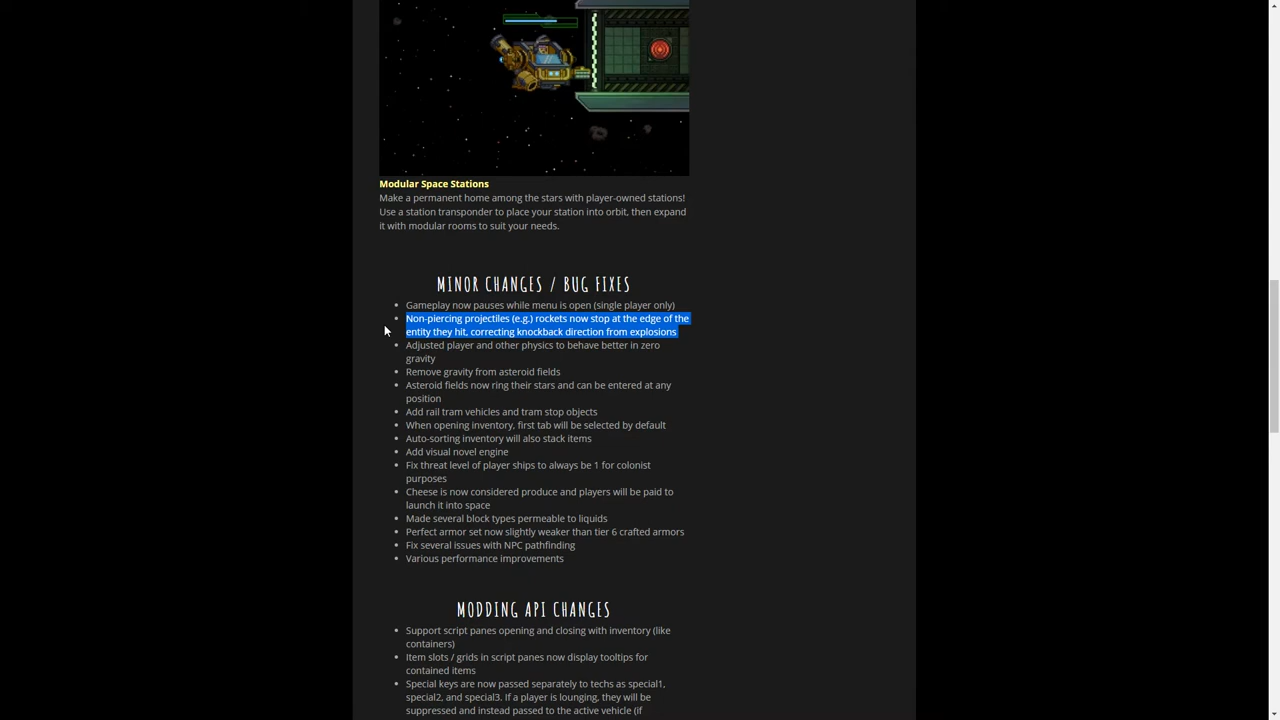 Modular Space Stations
Make a permanent home among the stars with player-owned stations!
Use a station transponder to place your station into orbit, then expand
it with modular rooms to suit your needs.
MINOR CHANGES / BUG FIXES
Gameplay now pauses while menu is open (single player only)
Non-piercing projectiles (e.g.) rockets now stop at the edge of the
entity they hit, correcting knockback direction from explosions
Adjusted player and other physics to behave better in zero
gravity
Remove gravity from asteroid fields
Asteroid fields now ring their stars and can be entered at any
position
Add rail tram vehicles and tram stop objects
When opening inventory, first tab will be selected by default
Auto-sorting inventory will also stack items
Add visual novel engine
Fix threat level of player ships to always be 1 for colonist
purposes
Cheese is now considered produce and players will be paid to
launch it into space
Made several block types permeable to liquids
Perfect armor set now slightly weaker than tier 6 crafted armors
Fix several issues with NPC pathfinding
Various performance improvements
MODDING API CHANGES
Support script panes opening and closing with inventory (like
containers)
Item slots / grids in script panes now display tooltips for
contained items
Special keys are now passed separately to techs as special1,
special2, and special3. If a player is lounging, they will be
suppressed and instead passed to the active vehicle (if